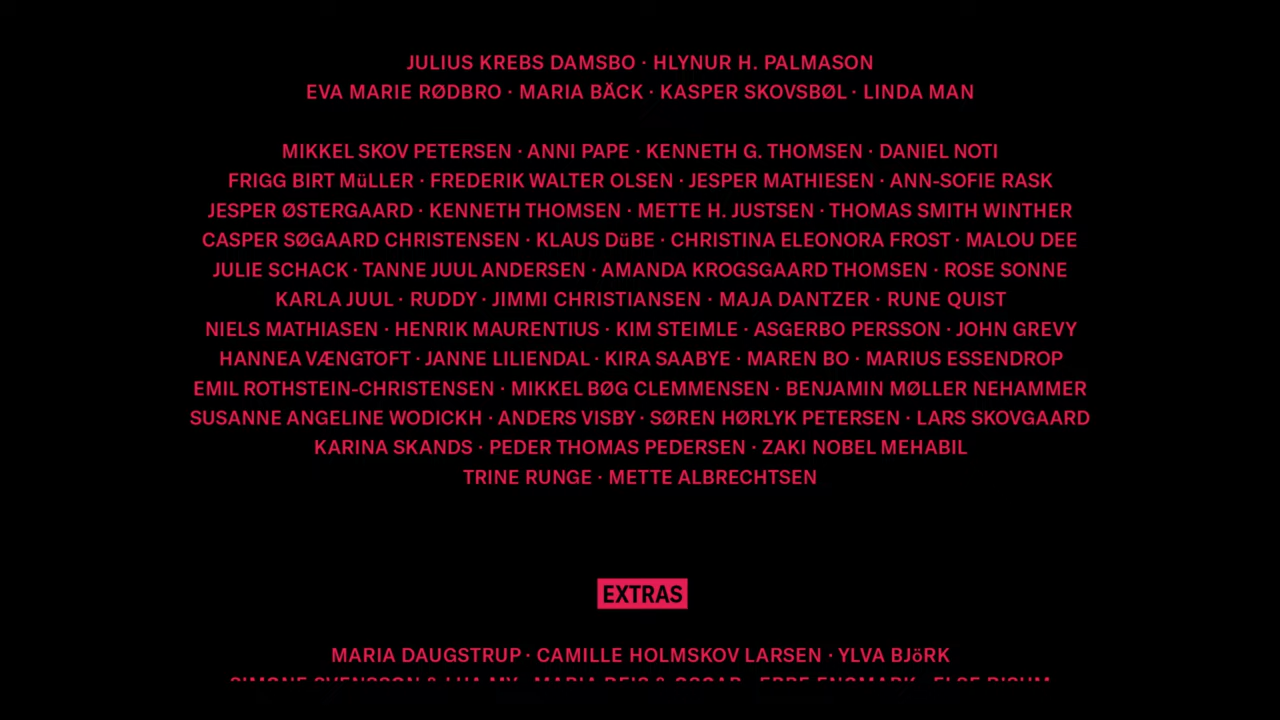 JULIUS KREBS DAMSBO · HLYNUR H. PALMASON
EVA MARIE RØDBRO · MARIA BÄCK · KASPER SKOVSBØL · LINDA MAN
MIKKEL SKOV PETERSEN · ANNI PAPE · KENNETH G. THOMSEN · DANIEL NOTI
FRIGG BIRT MüLLER · FREDERIK WALTER OLSEN · JESPER MATHIESEN · ANN-SOFIE RASK
JESPER ØSTERGAARD · KENNETH THOMSEN · METTE H. JUSTSEN · THOMAS SMITH WINTHER
CASPER SØGAARD CHRISTENSEN · KLAUS DüBE · CHRISTINA ELEONORA FROST · MALOU DEE
JULIE SCHACK · TANNE JUUL ANDERSEN · AMANDA KROGSGAARD THOMSEN · ROSE SONNE
KARLA JUUL · RUDDY · JIMMI CHRISTIANSEN · MAJA DANTZER · RUNE QUIST
NIELS MATHIASEN · HENRIK MAURENTIUS · KIM STEIMLE · ASGERBO PERSSON · JOHN GREVY
HANNEA VÆNGTOFT · JANNE LILIENDAL · KIRA SAABYE · MAREN BO · MARIUS ESSENDROP
EMIL ROTHSTEIN-CHRISTENSEN · MIKKEL BØG CLEMMENSEN · BENJAMIN MØLLER NEHAMMER
SUSANNE ANGELINE WODICKH · ANDERS VISBY · SØREN HØRLYK PETERSEN · LARS SKOVGAARD
KARINA SKANDS · PEDER THOMAS PEDERSEN · ZAKI NOBEL MEHABIL
TRINE RUNGE · METTE ALBRECHTSEN
EXTRAS
MARIA DAUGSTRUP · CAMILLE HOLMSKOV LARSEN · YLVA BJöRK